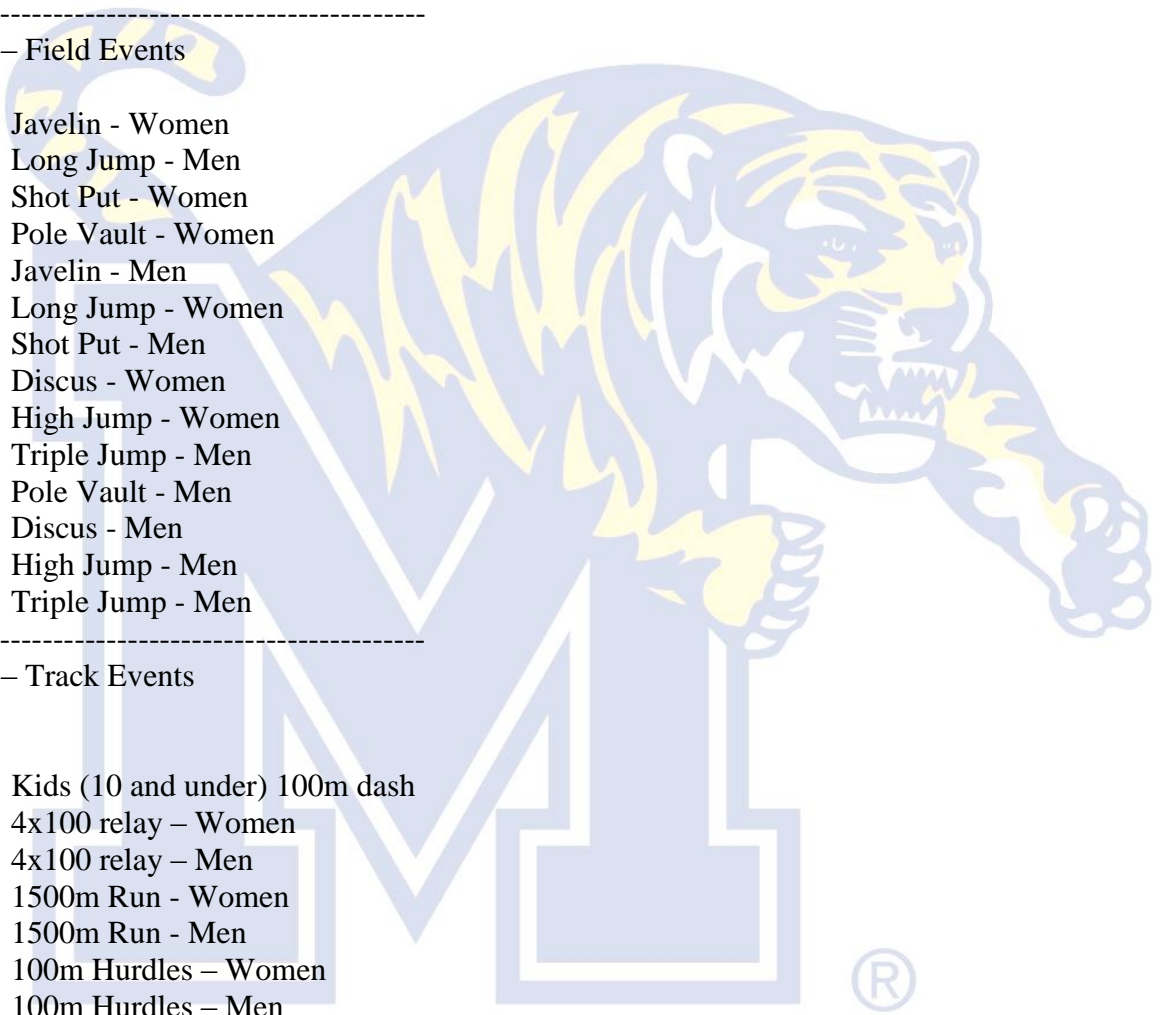 ----------------------------------------
– Field Events
Javelin - Women
Long Jump - Men
Shot Put - Women
Pole Vault - Women
Javelin - Men
Long Jump - Women
Shot Put - Men
Discus - Women
High Jump - Women
Triple Jump - Men
Pole Vault - Men
Discus - Men
High Jump - Men
Triple Jump - Men
----------------------------------------
– Track Events
Kids (10 and under) 100m dash
4x100 relay – Women
4x100 relay – Men
1500m Run - Women
1500m Run - Men
100m Hurdles – Women
100m Hurdles – Men
M
®